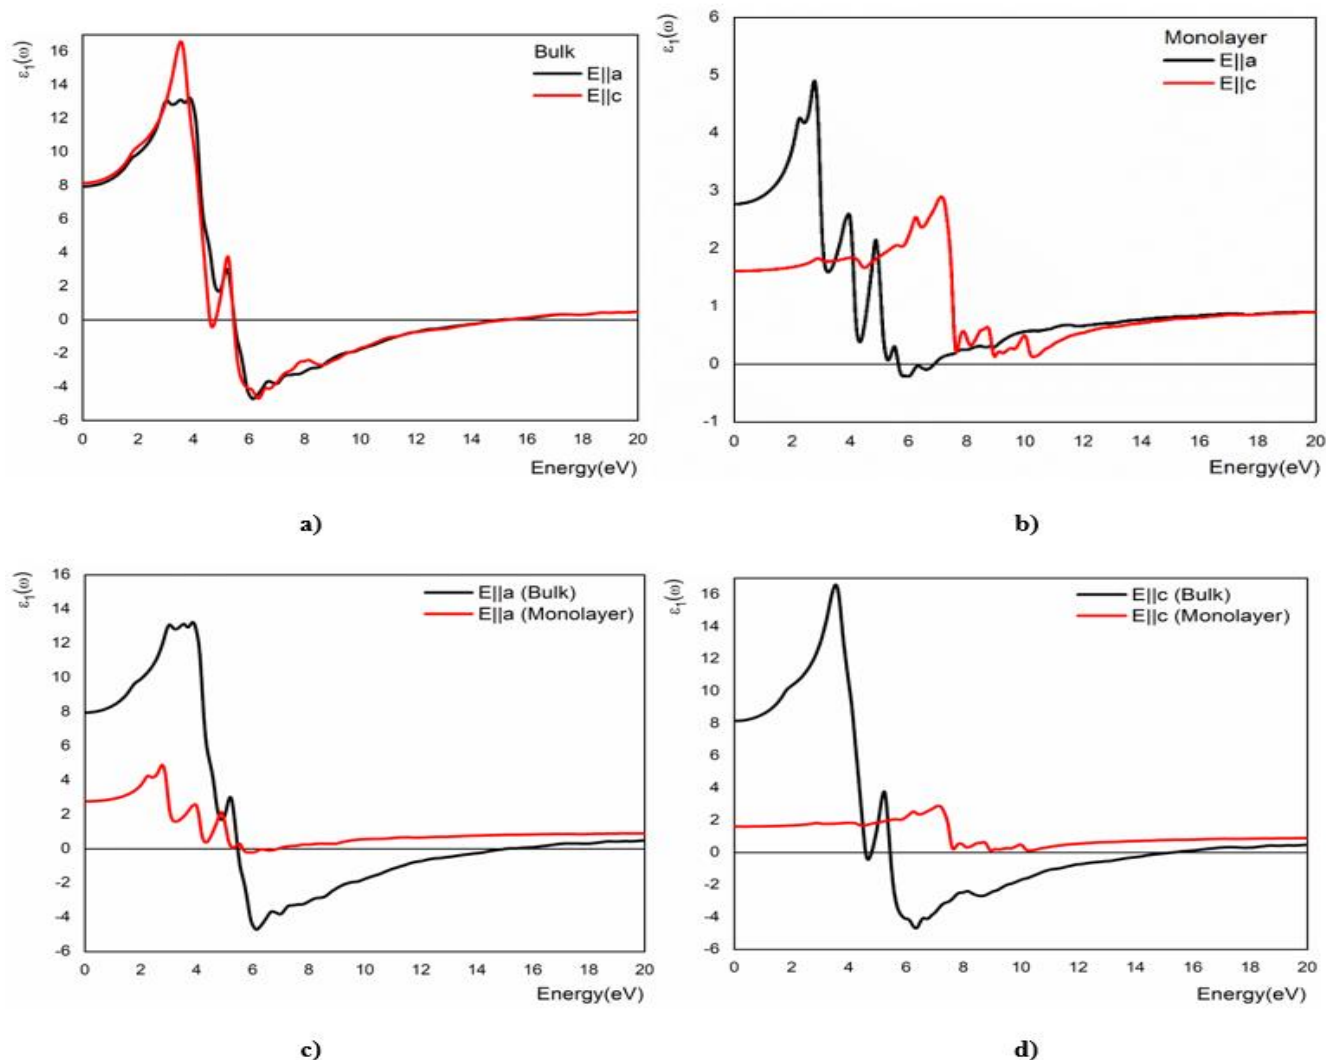 ε₁(ω)
16
14
12
10
8
6
4
2
0
-2
-4
-6
0 2 4 6 8 10 12 14 16 18 20
Energy(eV)
Bulk
E||a
E||c
a)
ε₁(ω)
6
5
4
3
2
1
0
-1
0 2 4 6 8 10 12 14 16 18 20
Energy(eV)
Monolayer
E||a
E||c
b)
ε₁(ω)
16
14
12
10
8
6
4
2
0
-2
-4
-6
0 2 4 6 8 10 12 14 16 18 20
Energy(eV)
E||a (Bulk)
E||a (Monolayer)
c)
ε₁(ω)
16
14
12
10
8
6
4
2
0
-2
-4
-6
0 2 4 6 8 10 12 14 16 18 20
Energy(eV)
E||c (Bulk)
E||c (Monolayer)
d)